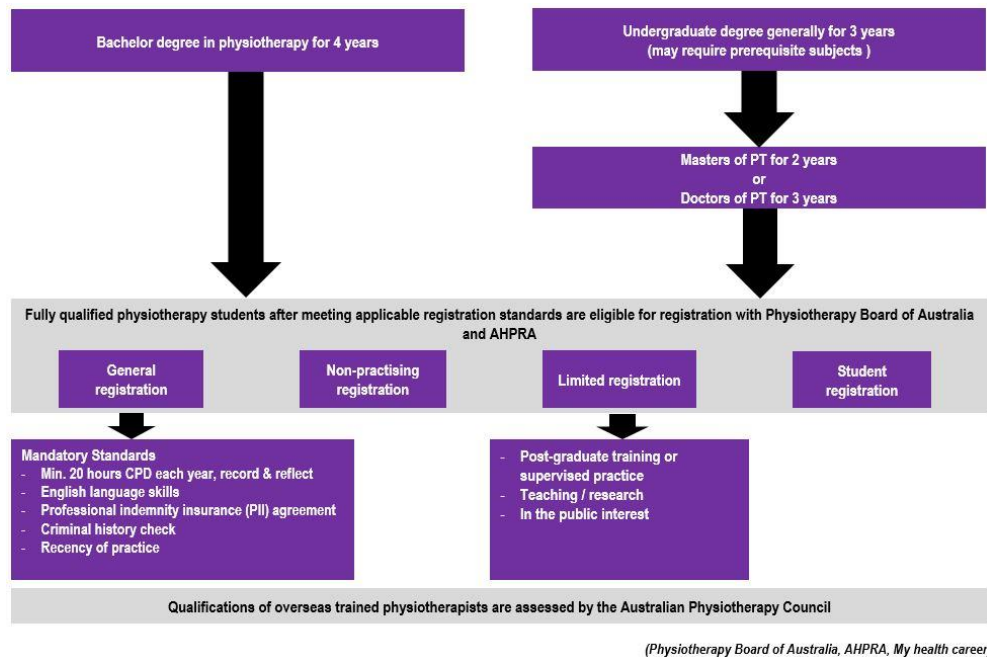 Bachelor degree in physiotherapy for 4 years
Undergraduate degree generally for 3 years
(may require prerequisite subjects )
Masters of PT for 2 years
or
Doctors of PT for 3 years
Fully qualified physiotherapy students after meeting applicable registration standards are eligible for registration with Physiotherapy Board of Australia
and AHPRA
General
registration
Non-practising
registration
Limited registration
Student
registration
Mandatory Standards
- Min. 20 hours CPD each year, record & reflect
- English language skills
- Professional indemnity insurance (PII) agreement
- Criminal history check
- Recency of practice
- Post-graduate training or
supervised practice
- Teaching / research
- In the public interest
Qualifications of overseas trained physiotherapists are assessed by the Australian Physiotherapy Council
(Physiotherapy Board of Australia, AHPRA, My health career